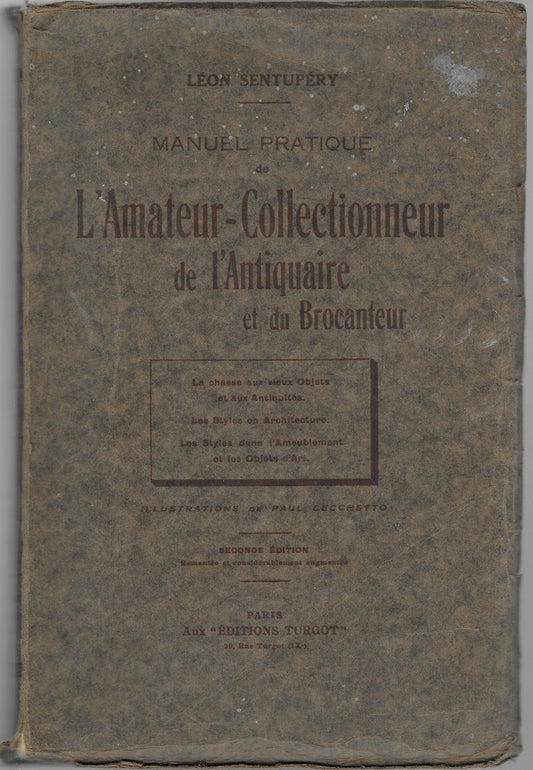 LÉON SENTUPÉRY
MANUEL PRATIQUE
de
L'Amateur-Collectionneur
de l'Antiquaire
et du Brocanteur
La chasse aux vieux Objets
et aux Antiquités.
Les Styles en Architecture.
Les Styles dans l'Ameublement
et les Objets d'Art.
ILLUSTRATIONS DE PAUL CECCHETTO
SECONDE ÉDITION
Remaniée et considérablement augmentée
PARIS
Aux "ÉDITIONS TURGOT"
Rue Turgot (IXe)